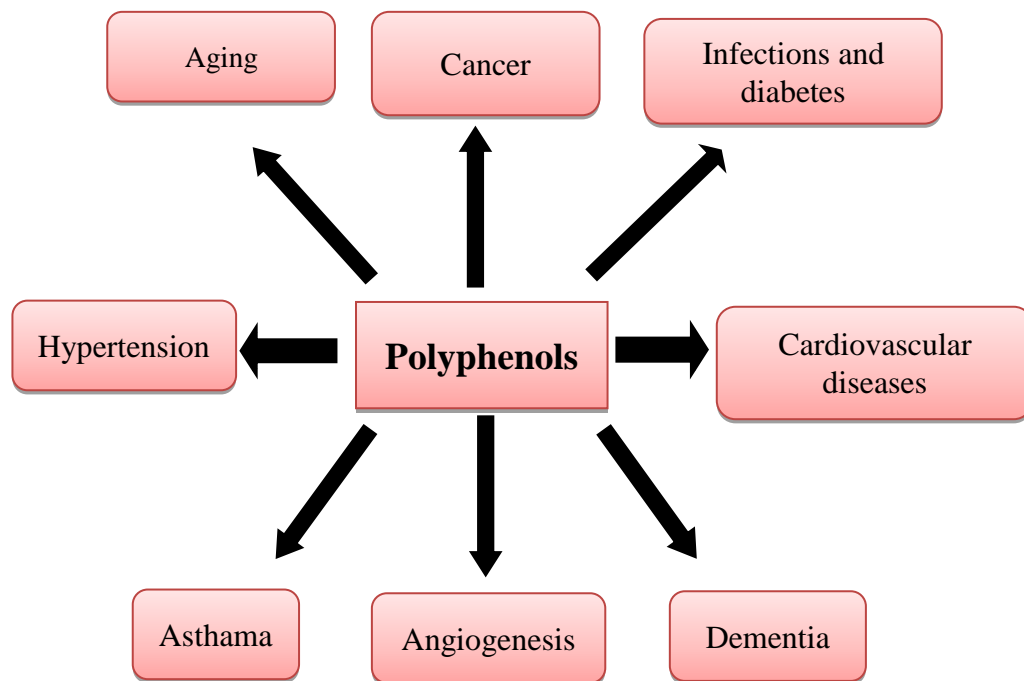 Aging
Cancer
Infections and
diabetes
Hypertension
Polyphenols
Cardiovascular
diseases
Asthama
Angiogenesis
Dementia